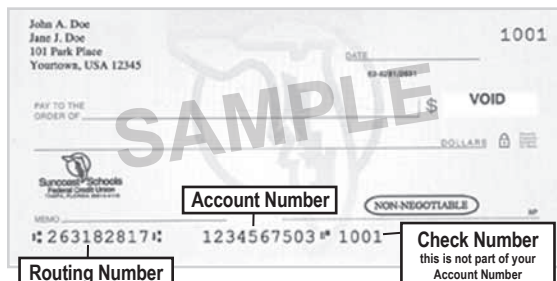 John A. Doe
Jane J. Doe
101 Park Place
Yourtown, USA 12345
1001
DATE
PAY TO THE
ORDER OF
$
VOID
SAMPLE
DOLLARS
Suncoast Schools
Federal Credit Union
Account Number
NON-NEGOTIABLE
MEMO
⑆263182817⑆ 1234567503⑈ 1001
Routing Number
Check Number
this is not part of your
Account Number